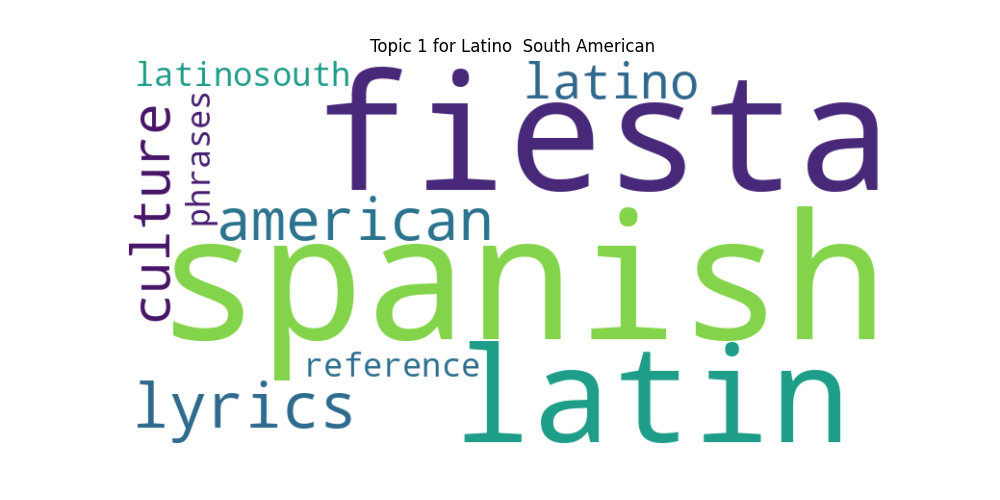 Topic 1 for Latino  South American
latinosouth
latino
fiesta
culture
phrases
american
spanish
reference
latin
lyrics